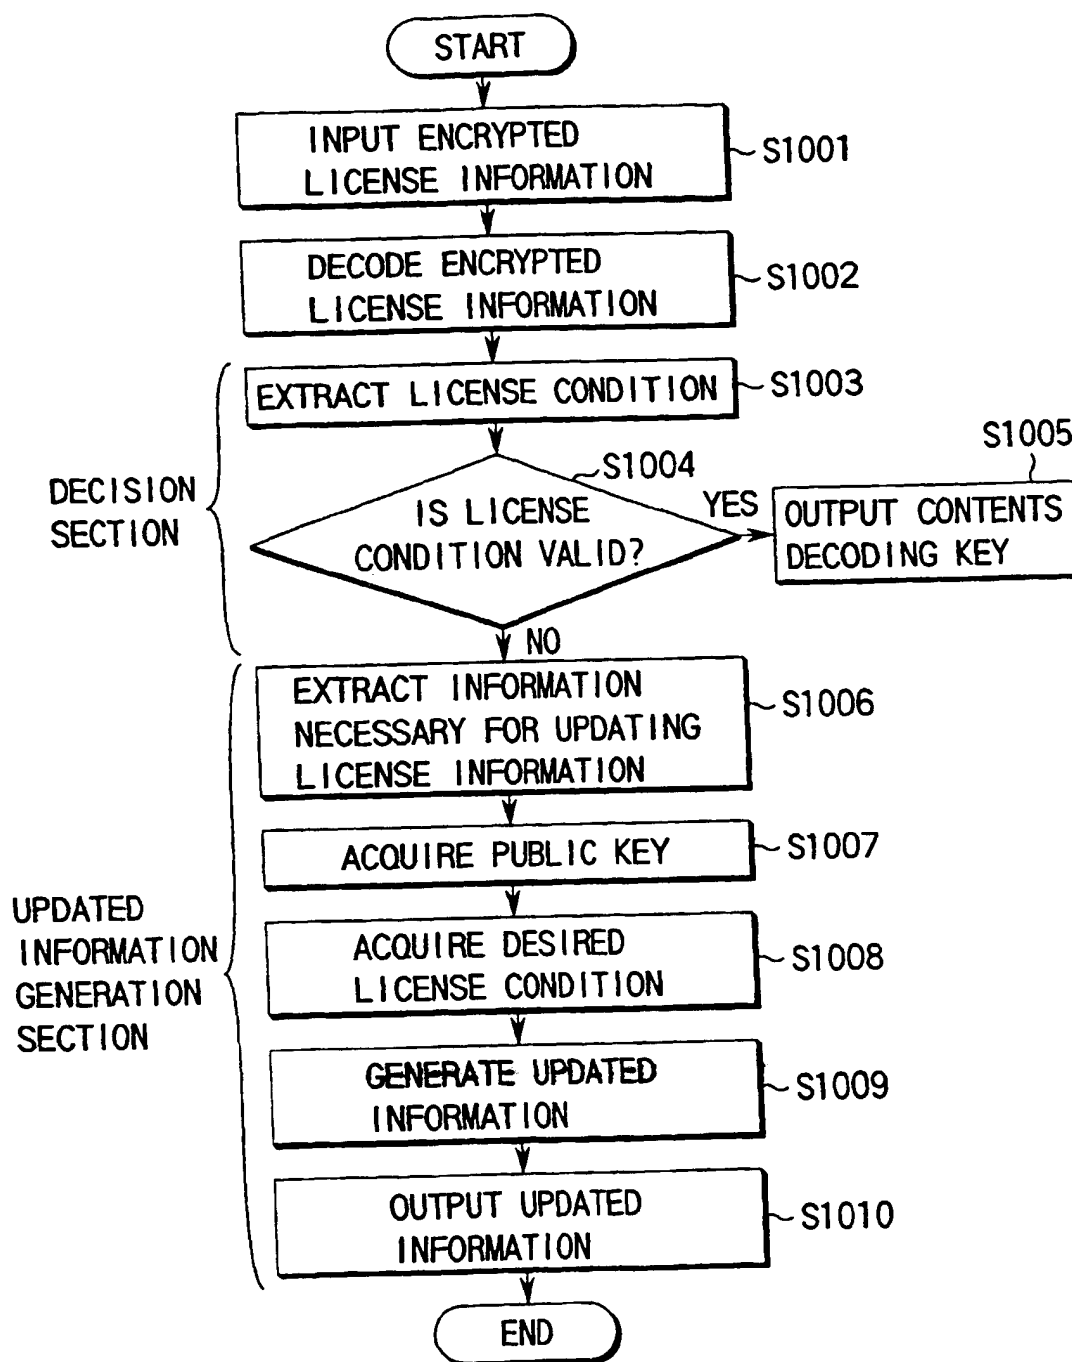 START
INPUT ENCRYPTED
LICENSE INFORMATION
S1001
DECODE ENCRYPTED
LICENSE INFORMATION
S1002
EXTRACT LICENSE CONDITION
S1003
DECISION
SECTION
IS LICENSE
CONDITION VALID?
S1004
YES
S1005
OUTPUT CONTENTS
DECODING KEY
NO
EXTRACT INFORMATION
NECESSARY FOR UPDATING
LICENSE INFORMATION
S1006
ACQUIRE PUBLIC KEY
S1007
UPDATED
INFORMATION
GENERATION
SECTION
ACQUIRE DESIRED
LICENSE CONDITION
S1008
GENERATE UPDATED
INFORMATION
S1009
OUTPUT UPDATED
INFORMATION
S1010
END